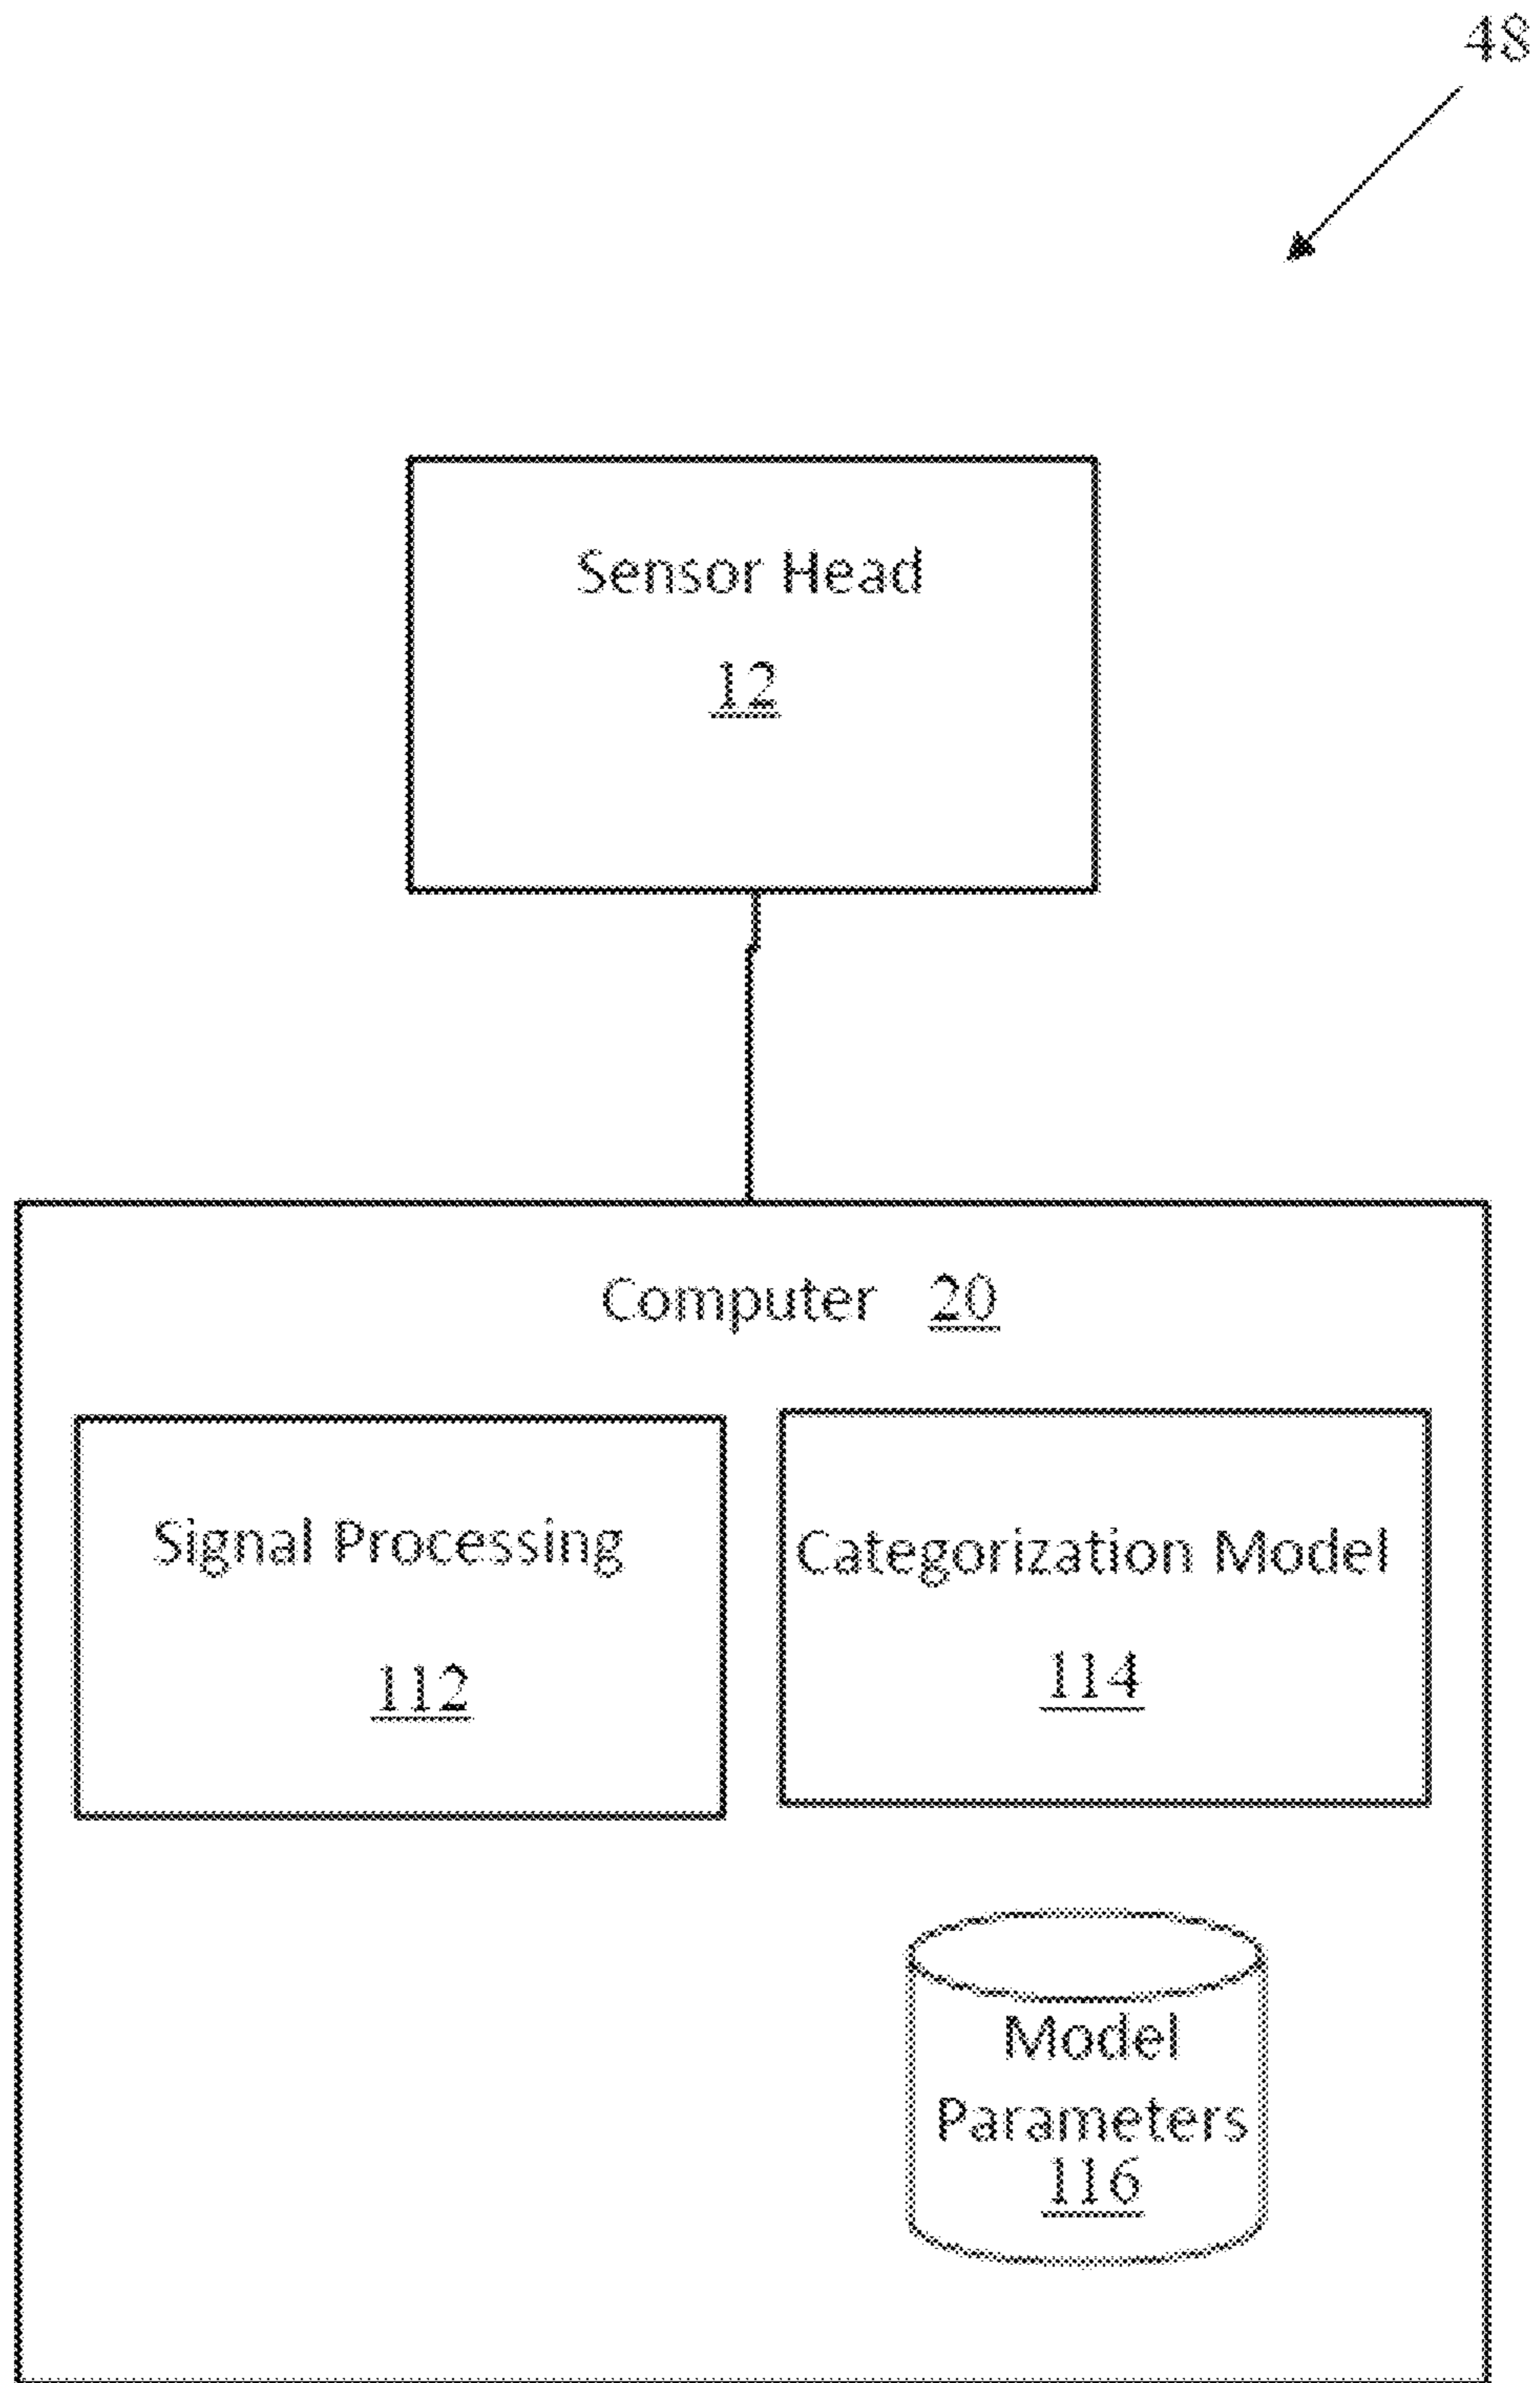 48
Sensor Head
12
Computer 20
Signal Processing
112
Categorization Model
114
Model
Parameters
116